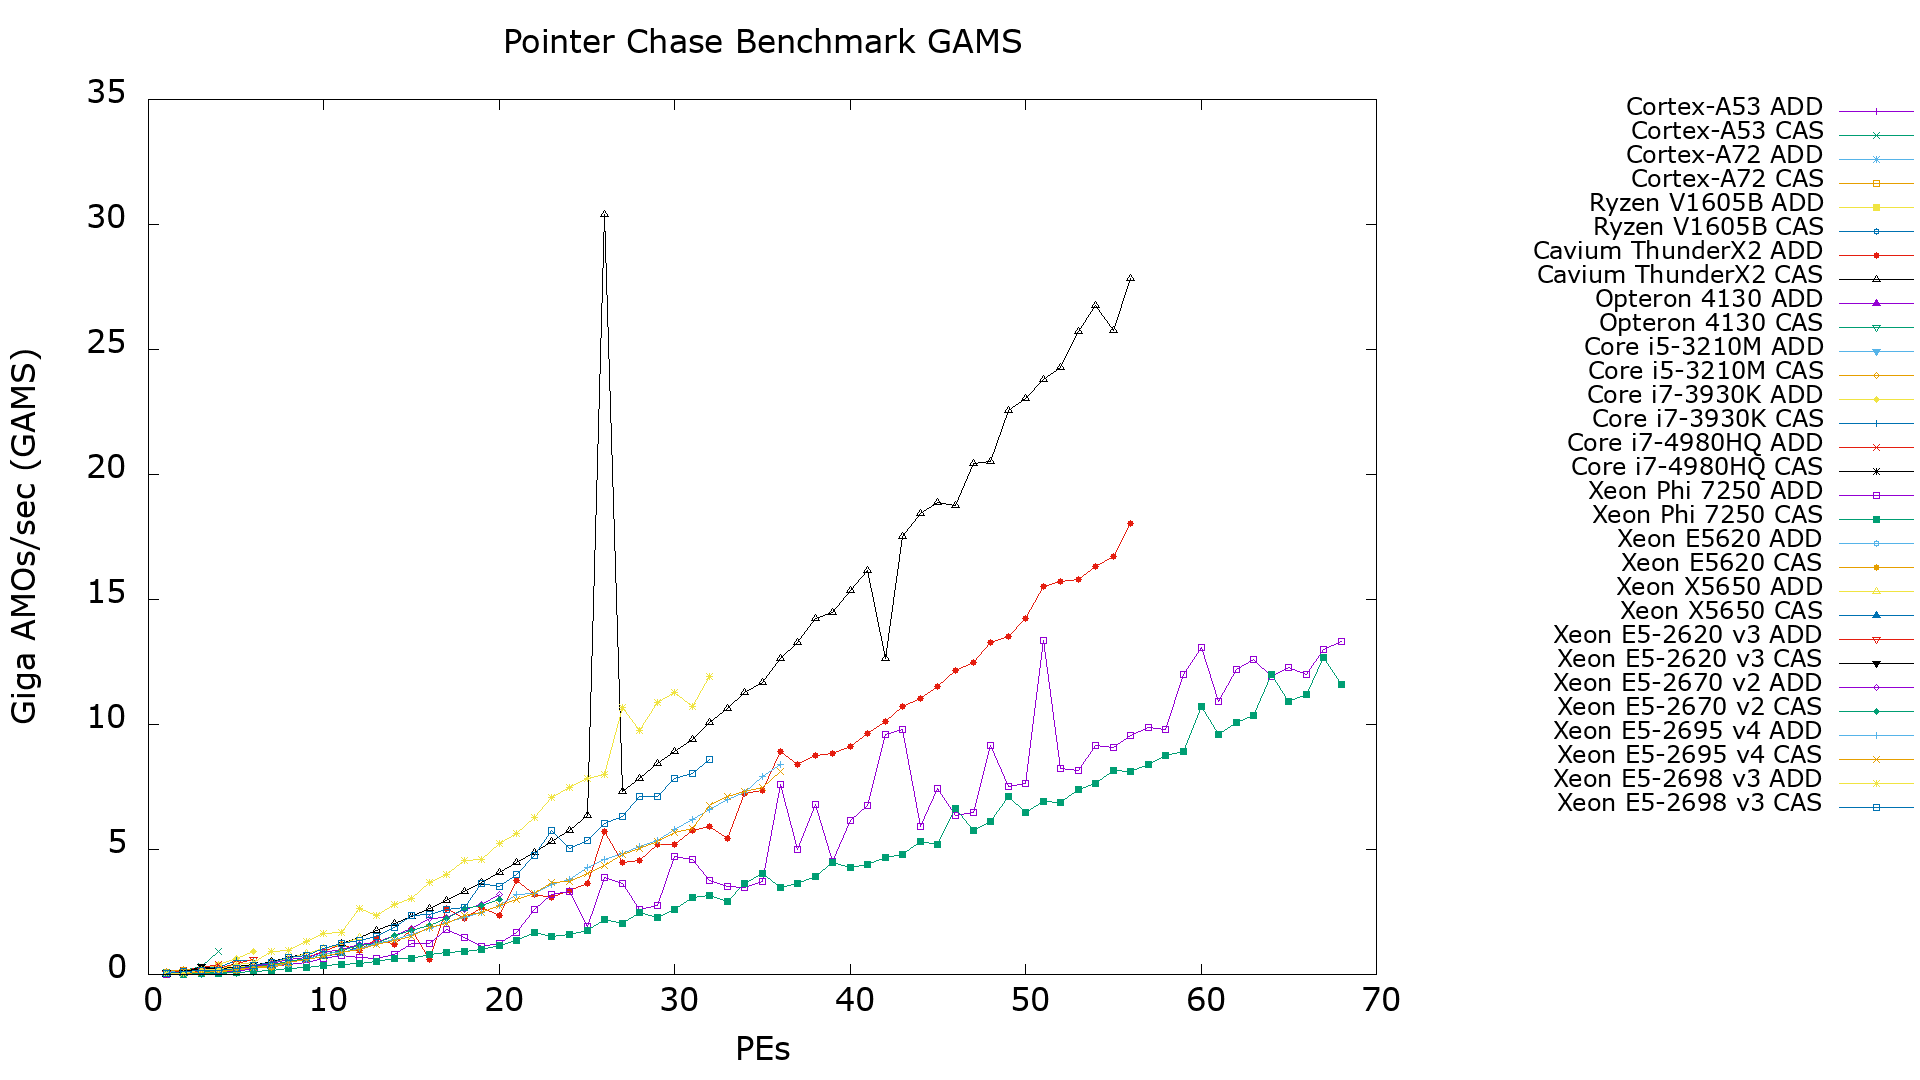 Pointer Chase Benchmark GAMS
35
30
25
20
15
10
5
0
Giga AMOs/sec (GAMS)
0 10 20 30 40 50 60 70
PEs
Cortex-A53 ADD
Cortex-A53 CAS
Cortex-A72 ADD
Cortex-A72 CAS
Ryzen V1605B ADD
Ryzen V1605B CAS
Cavium ThunderX2 ADD
Cavium ThunderX2 CAS
Opteron 4130 ADD
Opteron 4130 CAS
Core i5-3210M ADD
Core i5-3210M CAS
Core i7-3930K ADD
Core i7-3930K CAS
Core i7-4980HQ ADD
Core i7-4980HQ CAS
Xeon Phi 7250 ADD
Xeon Phi 7250 CAS
Xeon E5620 ADD
Xeon E5620 CAS
Xeon X5650 ADD
Xeon X5650 CAS
Xeon E5-2620 v3 ADD
Xeon E5-2620 v3 CAS
Xeon E5-2670 v2 ADD
Xeon E5-2670 v2 CAS
Xeon E5-2695 v4 ADD
Xeon E5-2695 v4 CAS
Xeon E5-2698 v3 ADD
Xeon E5-2698 v3 CAS